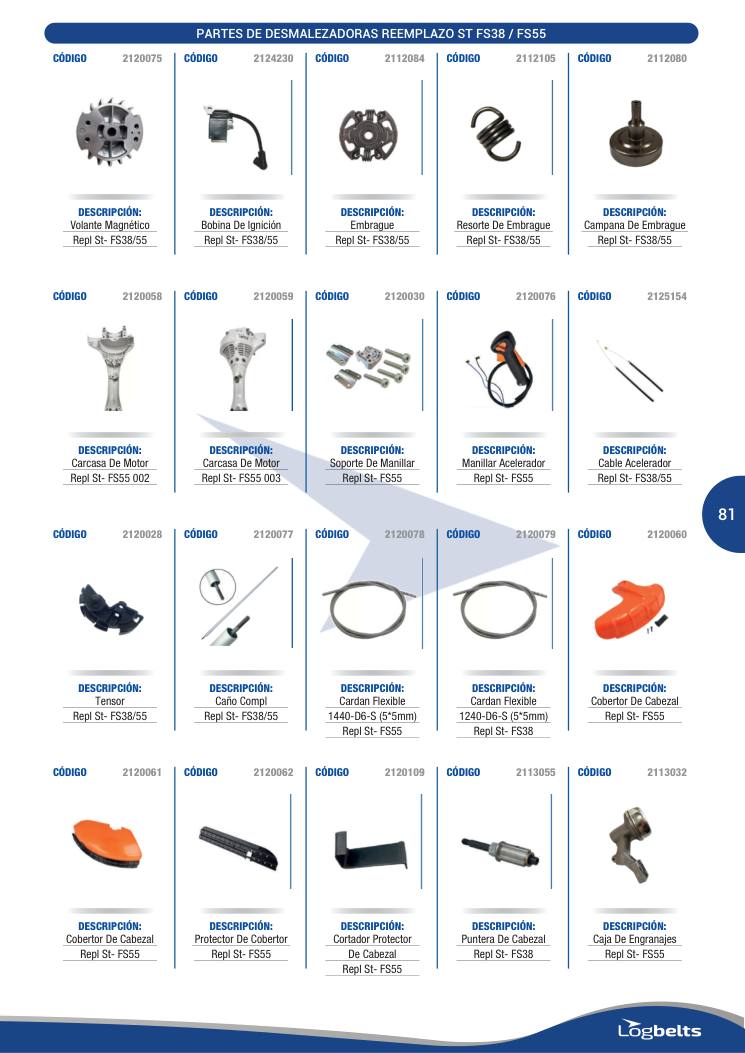 PARTES DE DESMALEZADORAS REEMPLAZO ST FS38 / FS55
CÓDIGO 2120075
DESCRIPCIÓN:
Volante Magnético
Repl St- FS38/55
CÓDIGO 2124230
DESCRIPCIÓN:
Bobina De Ignición
Repl St- FS38/55
CÓDIGO 2112084
DESCRIPCIÓN:
Embrague
Repl St- FS38/55
CÓDIGO 2112105
DESCRIPCIÓN:
Resorte De Embrague
Repl St- FS38/55
CÓDIGO 2112080
DESCRIPCIÓN:
Campana De Embrague
Repl St- FS38/55
CÓDIGO 2120058
DESCRIPCIÓN:
Carcasa De Motor
Repl St- FS55 002
CÓDIGO 2120059
DESCRIPCIÓN:
Carcasa De Motor
Repl St- FS55 003
CÓDIGO 2120030
DESCRIPCIÓN:
Soporte De Manillar
Repl St- FS55
CÓDIGO 2120076
DESCRIPCIÓN:
Manillar Acelerador
Repl St- FS55
CÓDIGO 2125154
DESCRIPCIÓN:
Cable Acelerador
Repl St- FS38/55
81
CÓDIGO 2120028
DESCRIPCIÓN:
Tensor
Repl St- FS38/55
CÓDIGO 2120077
DESCRIPCIÓN:
Caño Compl
Repl St- FS38/55
CÓDIGO 2120078
DESCRIPCIÓN:
Cardan Flexible
1440-D6-S (5*5mm)
Repl St- FS55
CÓDIGO 2120079
DESCRIPCIÓN:
Cardan Flexible
1240-D6-S (5*5mm)
Repl St- FS38
CÓDIGO 2120060
DESCRIPCIÓN:
Cobertor De Cabezal
Repl St- FS55
CÓDIGO 2120061
DESCRIPCIÓN:
Cobertor De Cabezal
Repl St- FS55
CÓDIGO 2120062
DESCRIPCIÓN:
Protector De Cobertor
Repl St- FS55
CÓDIGO 2120109
DESCRIPCIÓN:
Cortador Protector
De Cabezal
Repl St- FS55
CÓDIGO 2113055
DESCRIPCIÓN:
Puntera De Cabezal
Repl St- FS38
CÓDIGO 2113032
DESCRIPCIÓN:
Caja De Engranajes
Repl St- FS55
Logbelts